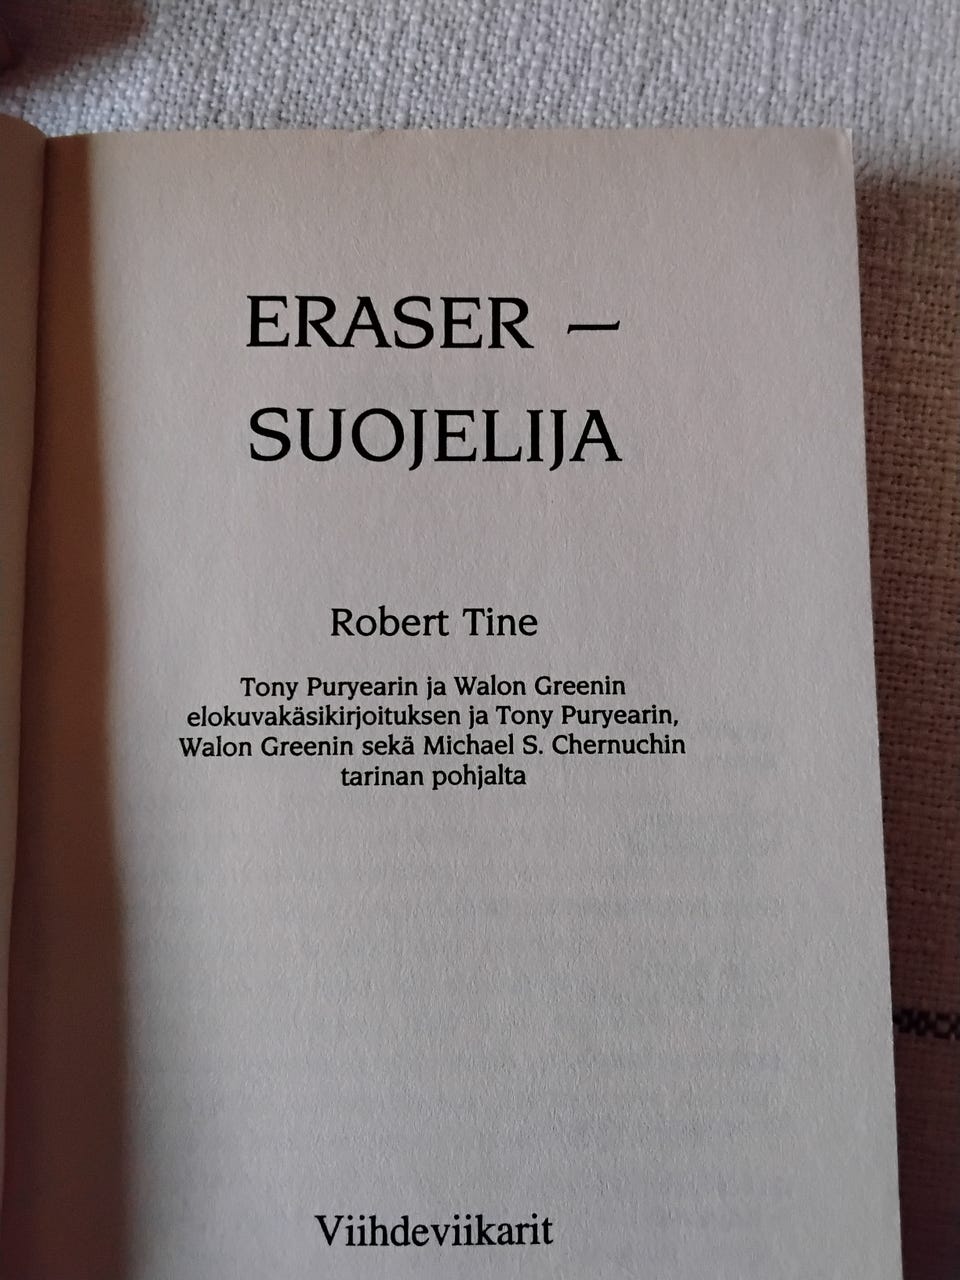 ERASER –
SUOJELIJA
Robert Tine
Tony Puryearin ja Walon Greenin
elokuvakäsikirjoituksen ja Tony Puryearin,
Walon Greenin sekä Michael S. Chernuchin
tarinan pohjalta
Viihdeviikarit